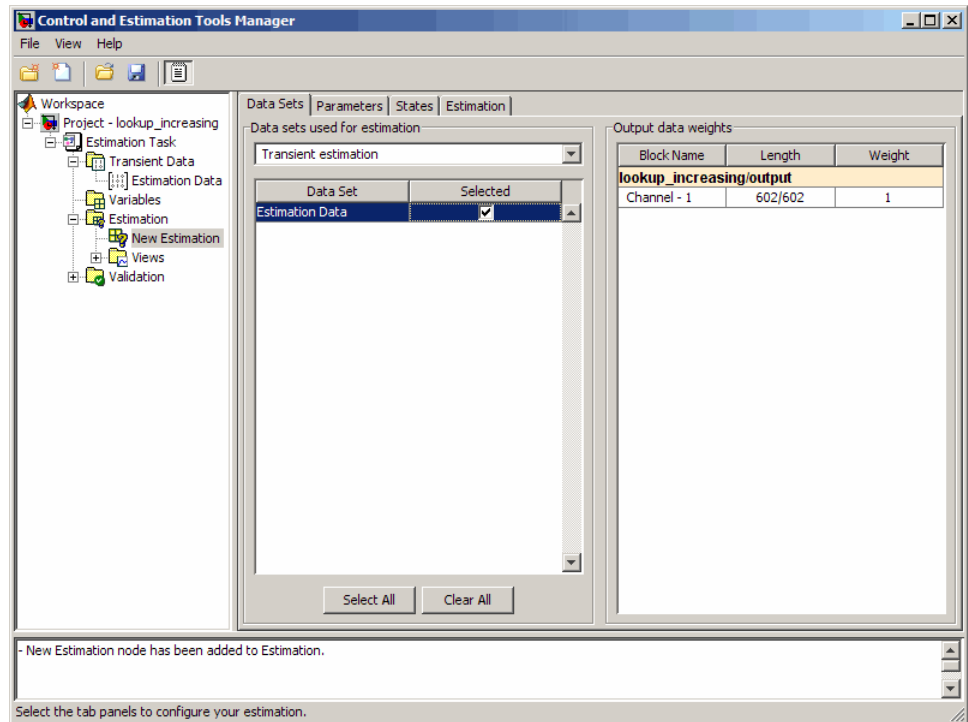 Control and Estimation Tools Manager
File View Help
Workspace
Project - lookup_increasing
Estimation Task
Transient Data
Estimation Data
Variables
Estimation
New Estimation
Views
Validation
Data Sets Parameters States Estimation
Data sets used for estimation
Transient estimation
Data Set Selected
Estimation Data
Select All Clear All
Output data weights
Block Name Length Weight
lookup_increasing/output
Channel - 1 602/602 1
- New Estimation node has been added to Estimation.
Select the tab panels to configure your estimation.